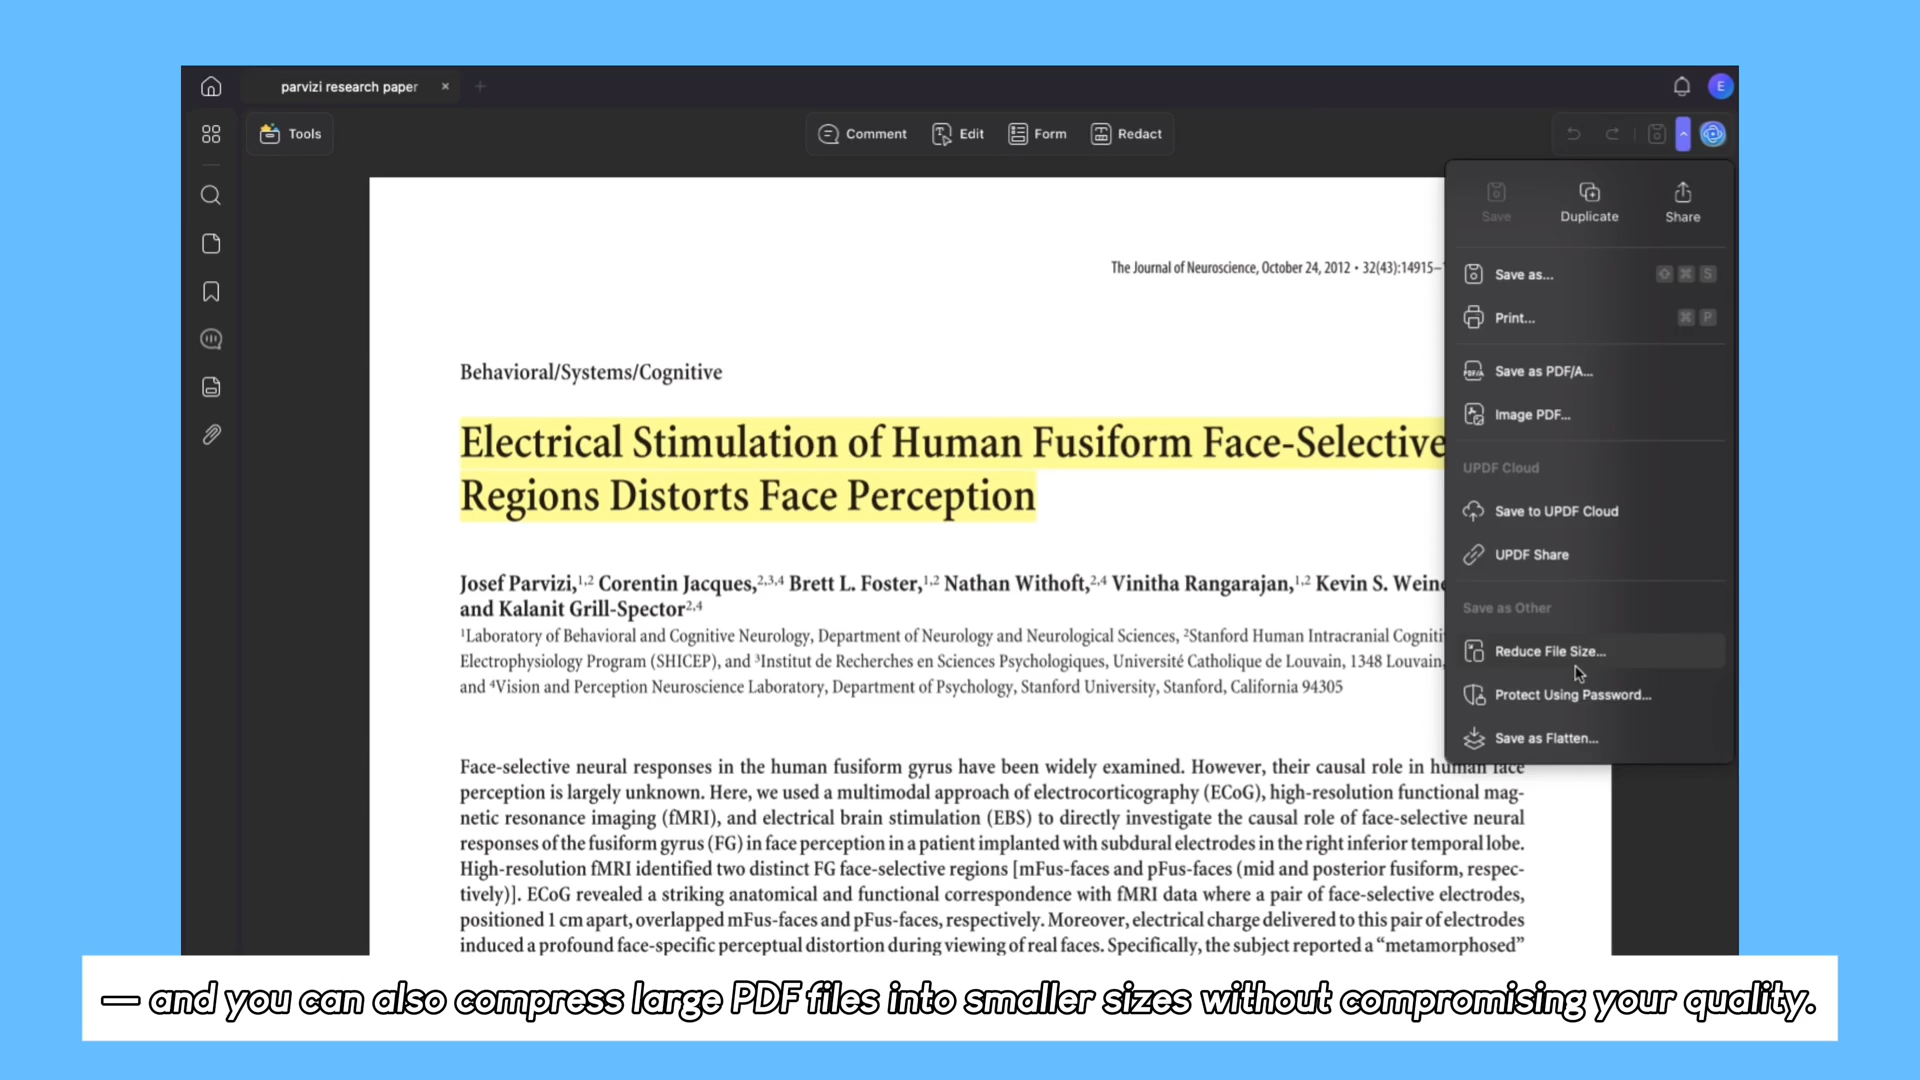 parvizi research paper
E
Tools
Comment
Edit
Form
Redact
Save
Duplicate
Share
Save as...
S
Print...
P
PDF/A
Save as PDF/A...
Image PDF...
UPDF Cloud
Save to UPDF Cloud
UPDF Share
Save as Other
Reduce File Size...
Protect Using Password...
Save as Flatten...
The Journal of Neuroscience, October 24, 2012 • 32(43):14915–
Behavioral/Systems/Cognitive
Electrical Stimulation of Human Fusiform Face-Selective
Regions Distorts Face Perception
Josef Parvizi,1,2 Corentin Jacques,2,3,4 Brett L. Foster,1,2 Nathan Withoft,2,4 Vinitha Rangarajan,1,2 Kevin S. Weine
and Kalanit Grill-Spector2,4
1Laboratory of Behavioral and Cognitive Neurology, Department of Neurology and Neurological Sciences, 2Stanford Human Intracranial Cogniti
Electrophysiology Program (SHICEP), and 3Institut de Recherches en Sciences Psychologiques, Université Catholique de Louvain, 1348 Louvain,
and 4Vision and Perception Neuroscience Laboratory, Department of Psychology, Stanford University, Stanford, California 94305
Face-selective neural responses in the human fusiform gyrus have been widely examined. However, their causal role in human face
perception is largely unknown. Here, we used a multimodal approach of electrocorticography (ECoG), high-resolution functional mag-
netic resonance imaging (fMRI), and electrical brain stimulation (EBS) to directly investigate the causal role of face-selective neural
responses of the fusiform gyrus (FG) in face perception in a patient implanted with subdural electrodes in the right inferior temporal lobe.
High-resolution fMRI identified two distinct FG face-selective regions [mFus-faces and pFus-faces (mid and posterior fusiform, respec-
tively)]. ECoG revealed a striking anatomical and functional correspondence with fMRI data where a pair of face-selective electrodes,
positioned 1 cm apart, overlapped mFus-faces and pFus-faces, respectively. Moreover, electrical charge delivered to this pair of electrodes
induced a profound face-specific perceptual distortion during viewing of real faces. Specifically, the subject reported a “metamorphosed”
— and you can also compress large PDF files into smaller sizes without compromising your quality.